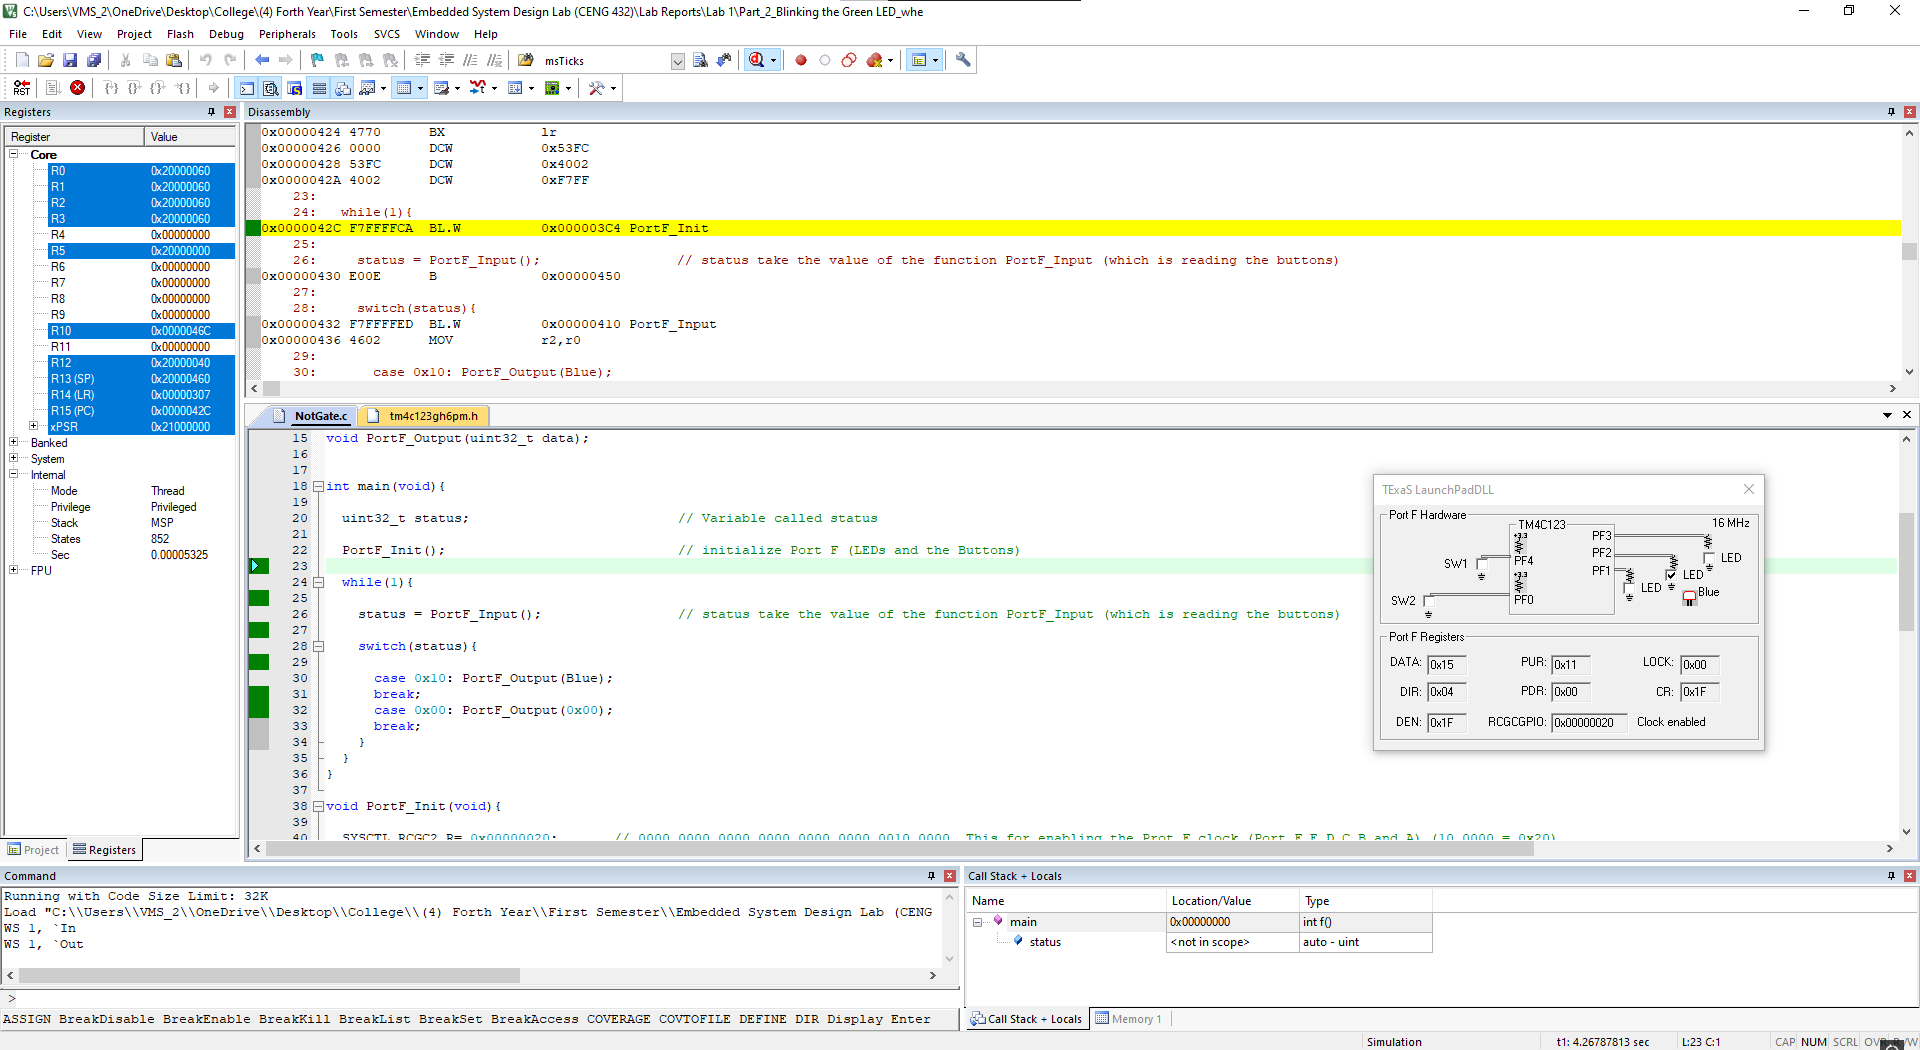 C:\Users\VMS_2\OneDrive\Desktop\College\(4) Forth Year\First Semester\Embedded System Design Lab (CENG 432)\Lab Reports\Lab 1\Part_2_Blinking the Green LED_whe
File Edit View Project Flash Debug Peripherals Tools SVCS Window Help
msTicks
Registers
Register Value
Core
R0 0x20000060
R1 0x20000060
R2 0x20000060
R3 0x20000060
R4 0x00000000
R5 0x20000000
R6 0x00000000
R7 0x00000000
R8 0x00000000
R9 0x00000000
R10 0x0000046C
R11 0x00000000
R12 0x20000040
R13 (SP) 0x20000460
R14 (LR) 0x00000307
R15 (PC) 0x0000042C
xPSR 0x21000000
Banked
System
Internal
Mode Thread
Privilege Privileged
Stack MSP
States 852
Sec 0.00005325
FPU
Project Registers
Disassembly
0x00000424 4770 BX lr
0x00000426 0000 DCW 0x53FC
0x00000428 53FC DCW 0x4002
0x0000042A 4002 DCW 0xF7FF
23:
24: while(1){
0x0000042C F7FFFFCA BL.W 0x000003C4 PortF_Init
25:
26: status = PortF_Input(); // status take the value of the function PortF_Input (which is reading the buttons)
0x00000430 E00E B 0x00000450
27:
28: switch(status){
0x00000432 F7FFFFED BL.W 0x00000410 PortF_Input
0x00000436 4602 MOV r2,r0
29:
30: case 0x10: PortF_Output(Blue);
NotGate.c tm4c123gh6pm.h
15 void PortF_Output(uint32_t data);
16
17
18 int main(void){
19
20 uint32_t status; // Variable called status
21
22 PortF_Init(); // initialize Port F (LEDs and the Buttons)
23
24 while(1){
25
26 status = PortF_Input(); // status take the value of the function PortF_Input (which is reading the buttons)
27
28 switch(status){
29
30 case 0x10: PortF_Output(Blue);
31 break;
32 case 0x00: PortF_Output(0x00);
33 break;
34 }
35 }
36 }
37
38 void PortF_Init(void){
39
40 SYSCTL_RCGC2_R= 0x00000020; // 0000 0000 0000 0000 0000 0000 0010 0000 This for enabling the Prot F clock (Port F E D C B and A) (10 0000 = 0x20)
TExaS LaunchPadDLL
Port F Hardware
TM4C123
16 MHz
+3.3
PF3
PF2
PF1
SW1
PF4
+3.3
SW2
PF0
LED
LED
LED
Blue
Port F Registers
DATA: 0x15 PUR: 0x11 LOCK: 0x00
DIR: 0x04 PDR: 0x00 CR: 0x1F
DEN: 0x1F RCGCGPIO: 0x00000020 Clock enabled
Command
Running with Code Size Limit: 32K
Load "C:\\Users\\VMS_2\\OneDrive\\Desktop\\College\\(4) Forth Year\\First Semester\\Embedded System Design Lab (CENG
WS 1, `In
WS 1, `Out
>
ASSIGN BreakDisable BreakEnable BreakKill BreakList BreakSet BreakAccess COVERAGE COVTOFILE DEFINE DIR Display Enter
Call Stack + Locals
Name Location/Value Type
main 0x00000000 int f()
status <not in scope> auto - uint
Call Stack + Locals Memory 1
Simulation t1: 4.26787813 sec L:23 C:1 CAP NUM SCRL